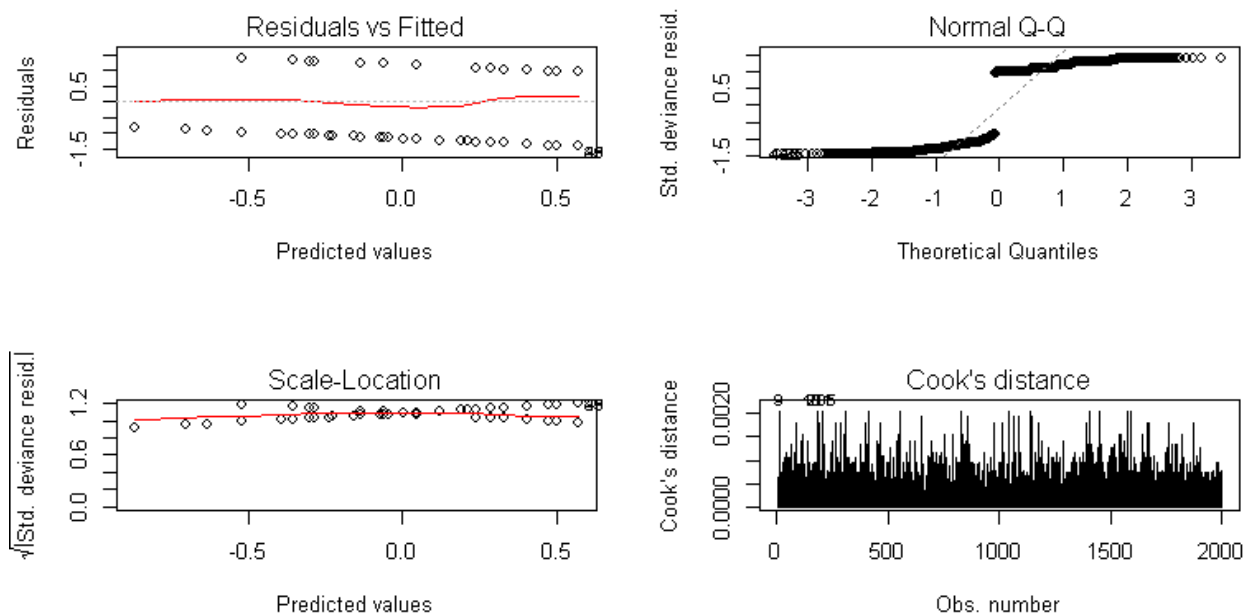 Residuals vs Fitted
Residuals
0.5
-1.5
-0.5
0.0
0.5
Predicted values
Normal Q-Q
Std. deviance resid.
0.5
-1.5
-3
-2
-1
0
1
2
3
Theoretical Quantiles
Scale-Location
√|Std. deviance resid.|
1.2
0.6
0.0
-0.5
0.0
0.5
Predicted values
Cook's distance
Cook's distance
0.0020
0.0000
0
500
1000
1500
2000
Obs. number